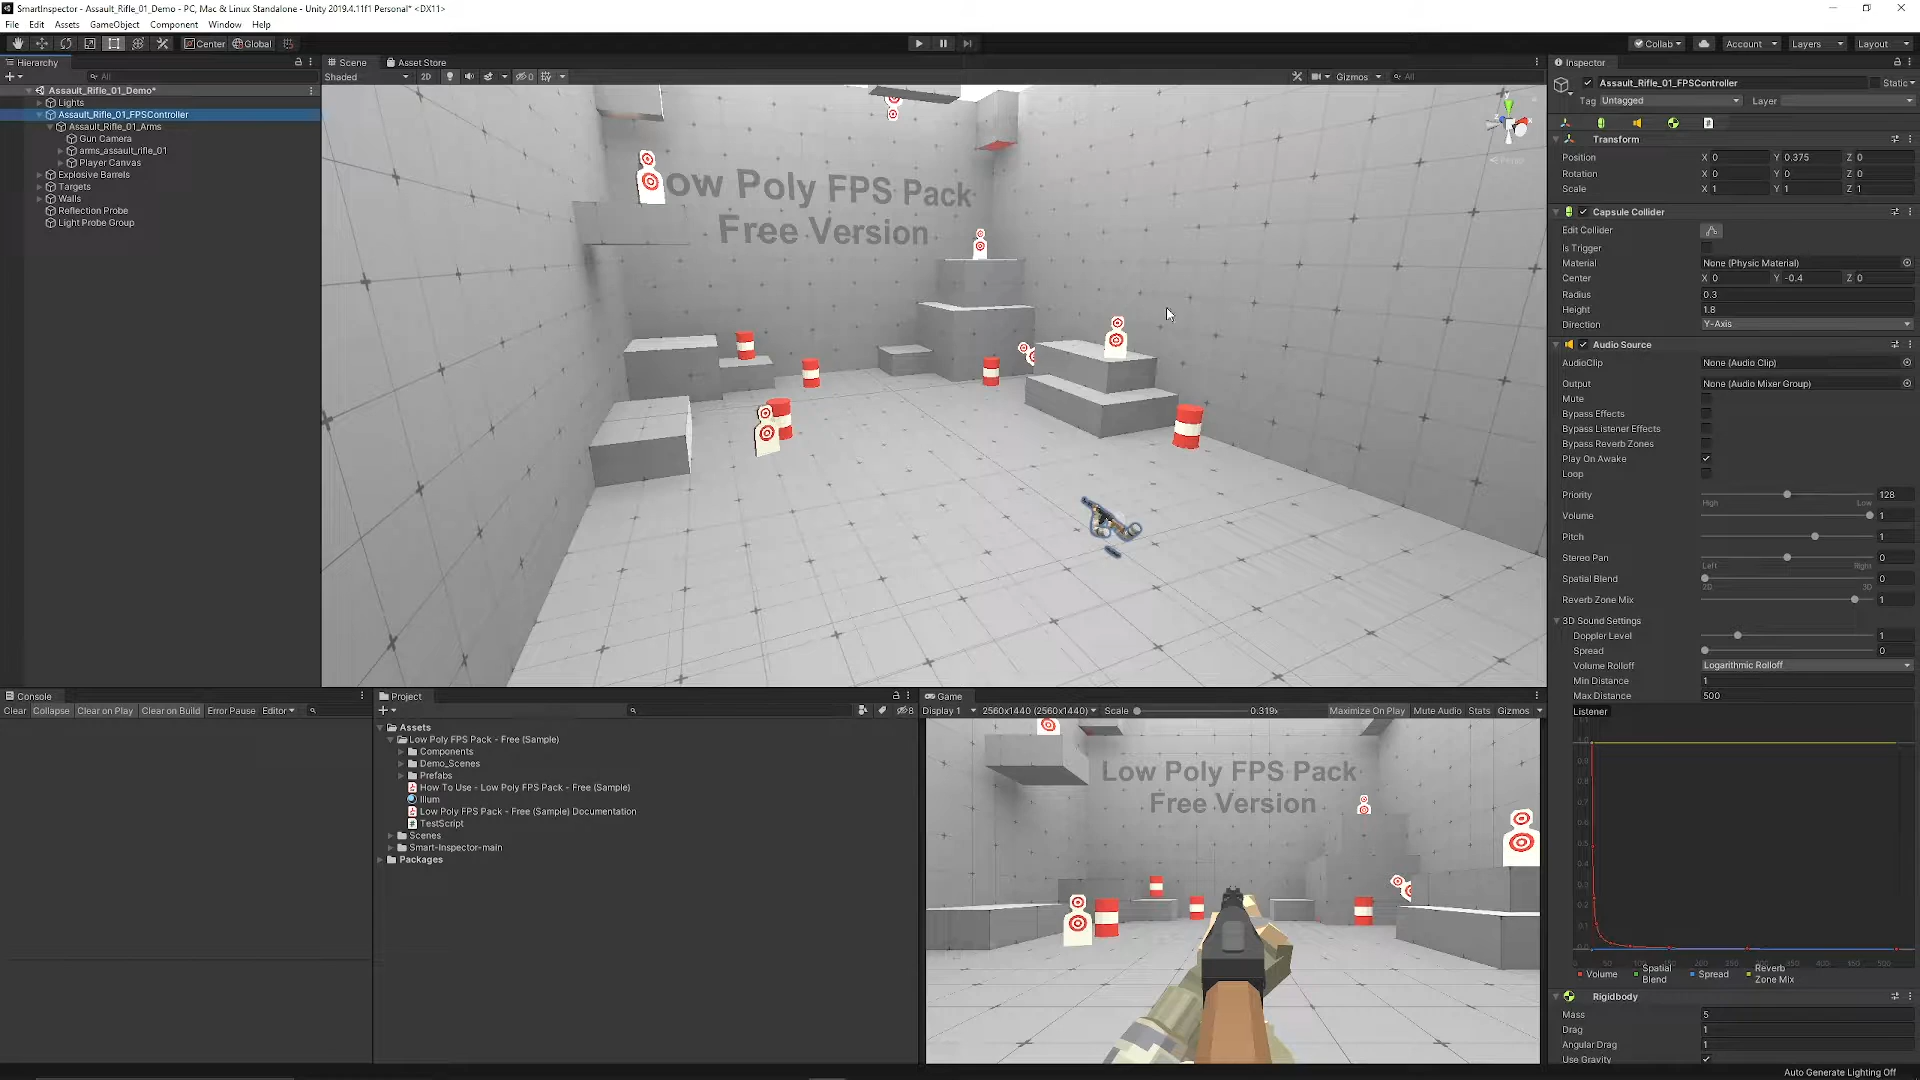 SmartInspector - Assault_Rifle_01_Demo - PC, Mac & Linux Standalone - Unity 2019.4.11f1 Personal* <DX11>
File Edit Assets GameObject Component Window Help
Center Global Collab Account Layers Layout
Hierarchy
All
Assault_Rifle_01_Demo*
Lights
Assault_Rifle_01_FPSController
Assault_Rifle_01_Arms
Gun Camera
arms_assault_rifle_01
Player Canvas
Explosive Barrels
Targets
Walls
Reflection Probe
Light Probe Group
Scene Asset Store
Shaded 2D 0 Gizmos All
ow Poly FPS Pack
Free Version
Persp
Inspector
Assault_Rifle_01_FPSController Static
Tag Untagged Layer
Transform
Position X 0 Y 0.375 Z 0
Rotation X 0 Y 0 Z 0
Scale X 1 Y 1 Z 1
Capsule Collider
Edit Collider
Is Trigger
Material None (Physic Material)
Center X 0 Y -0.4 Z 0
Radius 0.3
Height 1.8
Direction Y-Axis
Audio Source
AudioClip None (Audio Clip)
Output None (Audio Mixer Group)
Mute
Bypass Effects
Bypass Listener Effects
Bypass Reverb Zones
Play On Awake
Loop
Priority 128
High Low
Volume 1
Pitch 1
Stereo Pan 0
Left Right
Spatial Blend 0
2D 3D
Reverb Zone Mix 1
3D Sound Settings
Doppler Level 1
Spread 0
Volume Rolloff Logarithmic Rolloff
Min Distance 1
Max Distance 500
Listener
Volume Spatial Blend Spread Reverb Zone Mix
Rigidbody
Mass 5
Drag 1
Angular Drag 1
Use Gravity
Console
Clear Collapse Clear on Play Clear on Build Error Pause Editor
Project
8
Assets
Low Poly FPS Pack - Free (Sample)
Components
Demo_Scenes
Prefabs
How To Use - Low Poly FPS Pack - Free (Sample)
Illum
Low Poly FPS Pack - Free (Sample) Documentation
TestScript
Scenes
Smart-Inspector-main
Packages
Game
Display 1 2560x1440 (2560x1440) Scale 0.319x Maximize On Play Mute Audio Stats Gizmos
Low Poly FPS Pack
Free Version
Auto Generate Lighting Off